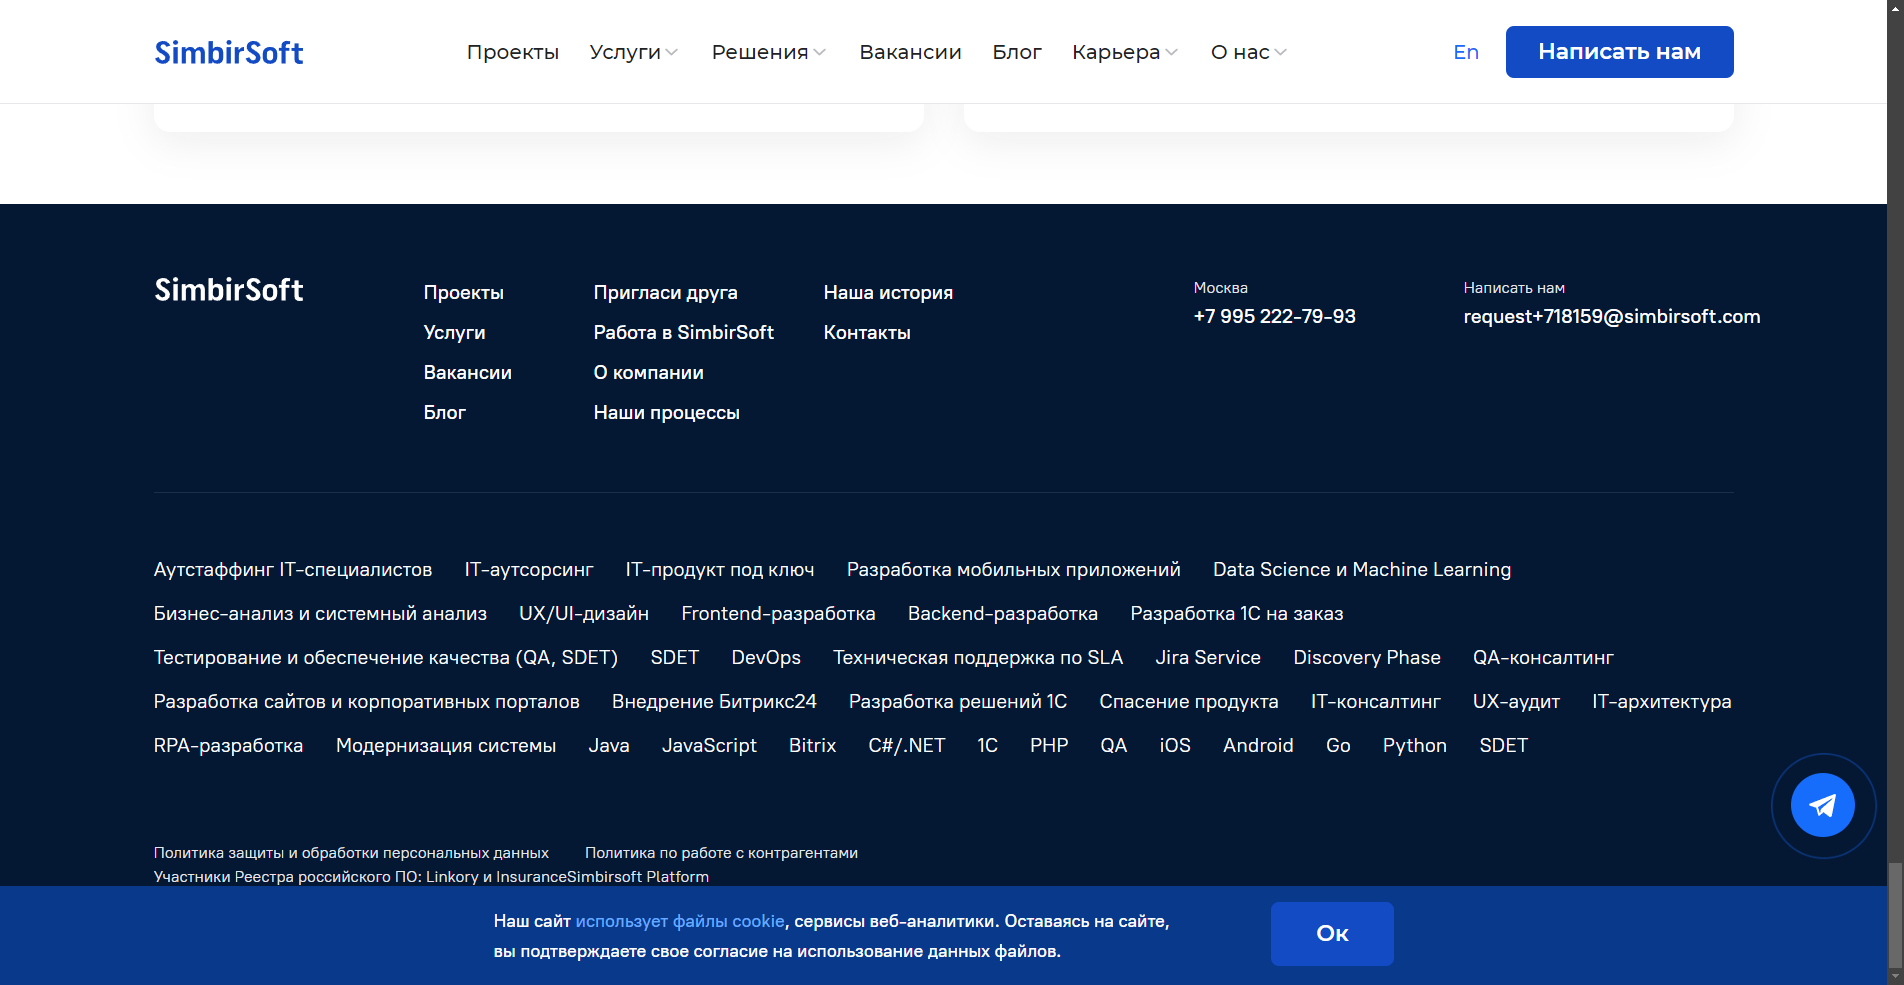 SimbirSoft Проекты Услуги Решения Вакансии Блог Карьера О нас En Написать нам
SimbirSoft
Проекты
Услуги
Вакансии
Блог
Пригласи друга
Работа в SimbirSoft
О компании
Наши процессы
Наша история
Контакты
Москва
+7 995 222-79-93
Написать нам
request+718159@simbirsoft.com
Аутстаффинг IT-специалистов IT-аутсорсинг IT-продукт под ключ Разработка мобильных приложений Data Science и Machine Learning
Бизнес-анализ и системный анализ UX/UI-дизайн Frontend-разработка Backend-разработка Разработка 1С на заказ
Тестирование и обеспечение качества (QA, SDET) SDET DevOps Техническая поддержка по SLA Jira Service Discovery Phase QA-консалтинг
Разработка сайтов и корпоративных порталов Внедрение Битрикс24 Разработка решений 1С Спасение продукта IT-консалтинг UX-аудит IT-архитектура
RPA-разработка Модернизация системы Java JavaScript Bitrix C#/.NET 1C PHP QA iOS Android Go Python SDET
Политика защиты и обработки персональных данных Политика по работе с контрагентами
Участники Реестра российского ПО: Linkory и InsuranceSimbirsoft Platform
Наш сайт использует файлы cookie, сервисы веб-аналитики. Оставаясь на сайте,
вы подтверждаете свое согласие на использование данных файлов.
Ок